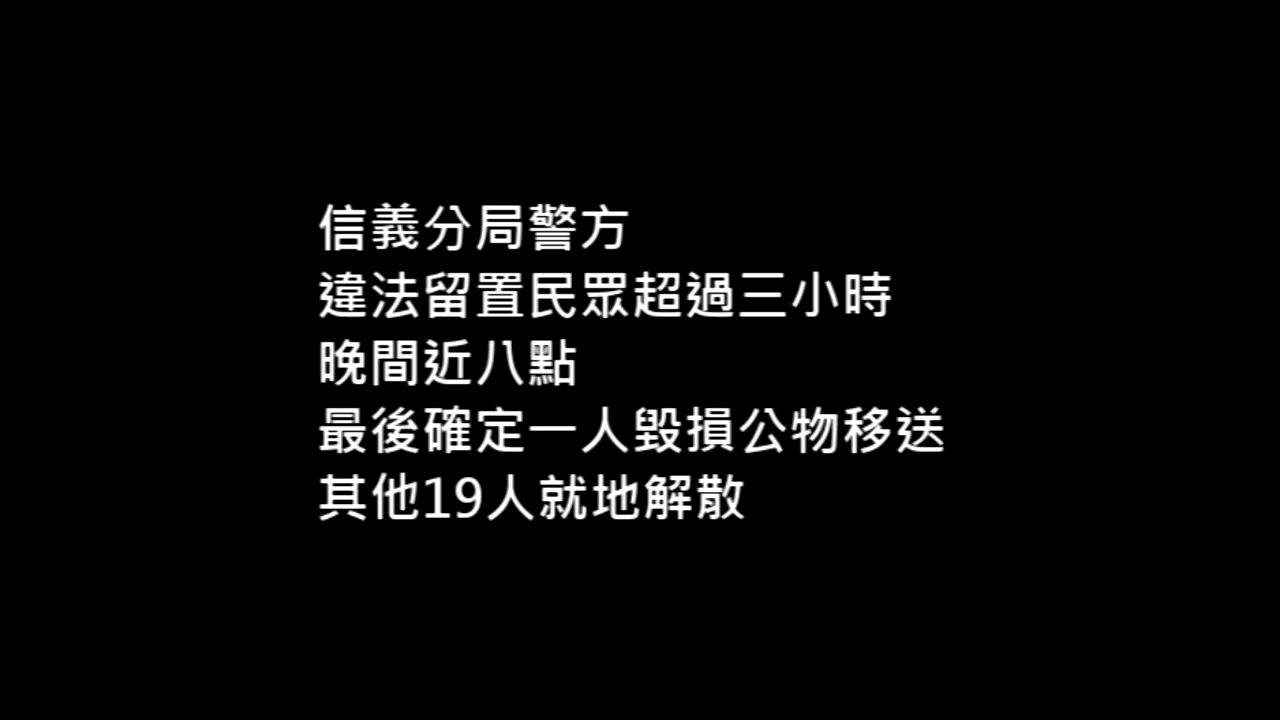 信義分局警方
違法留置民眾超過三小時
晚間近八點
最後確定一人毀損公物移送
其他19人就地解散